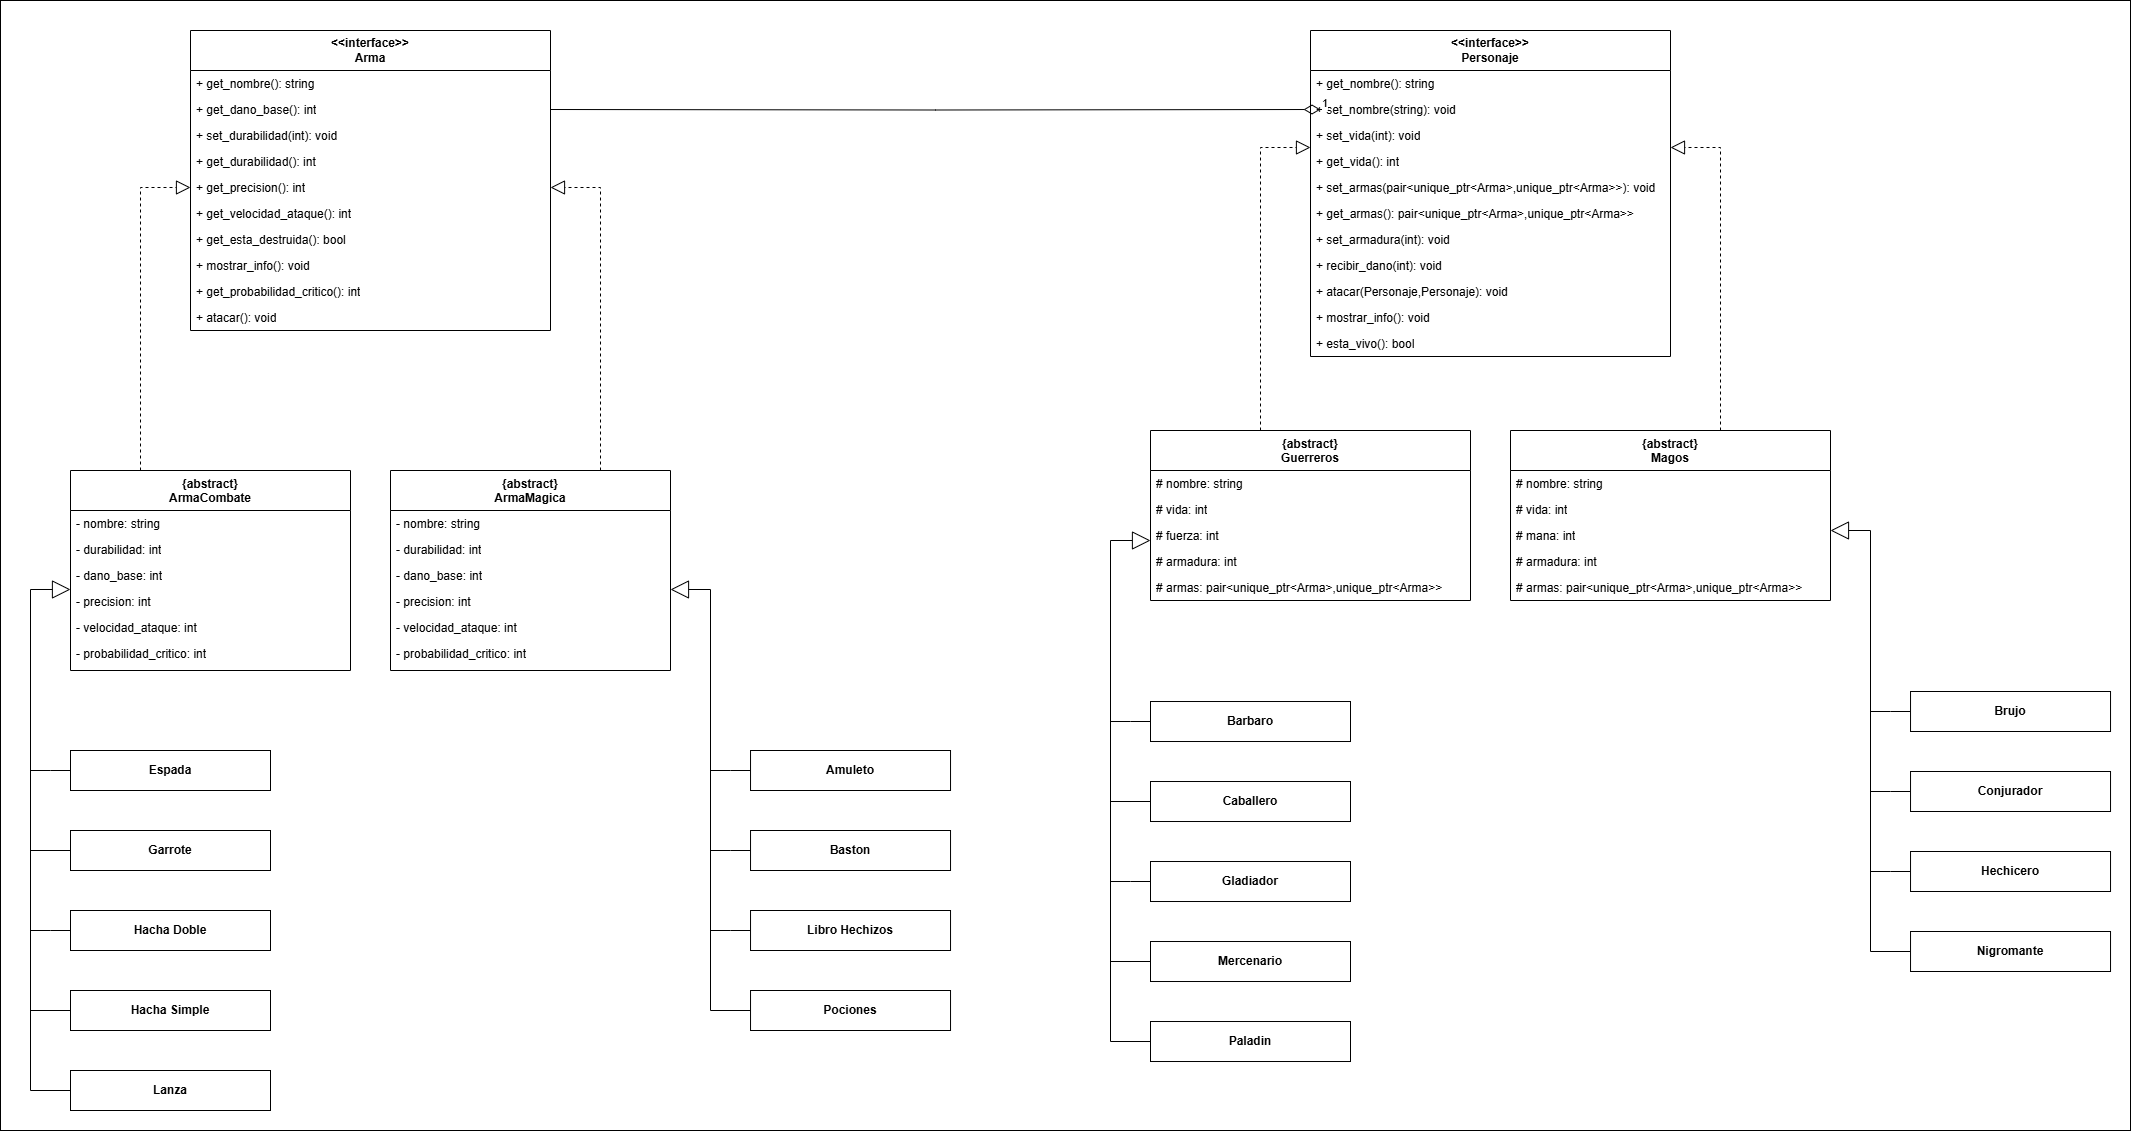 <<interface>>
Arma
+ get_nombre(): string
+ get_dano_base(): int
+ set_durabilidad(int): void
+ get_durabilidad(): int
+ get_precision(): int
+ get_velocidad_ataque(): int
+ get_esta_destruida(): bool
+ mostrar_info(): void
+ get_probabilidad_critico(): int
+ atacar(): void
<<interface>>
Personaje
+ get_nombre(): string
1
+ set_nombre(string): void
+ set_vida(int): void
+ get_vida(): int
+ set_armas(pair<unique_ptr<Arma>,unique_ptr<Arma>>): void
+ get_armas(): pair<unique_ptr<Arma>,unique_ptr<Arma>>
+ set_armadura(int): void
+ recibir_dano(int): void
+ atacar(Personaje,Personaje): void
+ mostrar_info(): void
+ esta_vivo(): bool
{abstract}
ArmaCombate
- nombre: string
- durabilidad: int
- dano_base: int
- precision: int
- velocidad_ataque: int
- probabilidad_critico: int
{abstract}
ArmaMagica
- nombre: string
- durabilidad: int
- dano_base: int
- precision: int
- velocidad_ataque: int
- probabilidad_critico: int
{abstract}
Guerreros
# nombre: string
# vida: int
# fuerza: int
# armadura: int
# armas: pair<unique_ptr<Arma>,unique_ptr<Arma>>
{abstract}
Magos
# nombre: string
# vida: int
# mana: int
# armadura: int
# armas: pair<unique_ptr<Arma>,unique_ptr<Arma>>
Espada
Garrote
Hacha Doble
Hacha Simple
Lanza
Amuleto
Baston
Libro Hechizos
Pociones
Barbaro
Caballero
Gladiador
Mercenario
Paladin
Brujo
Conjurador
Hechicero
Nigromante